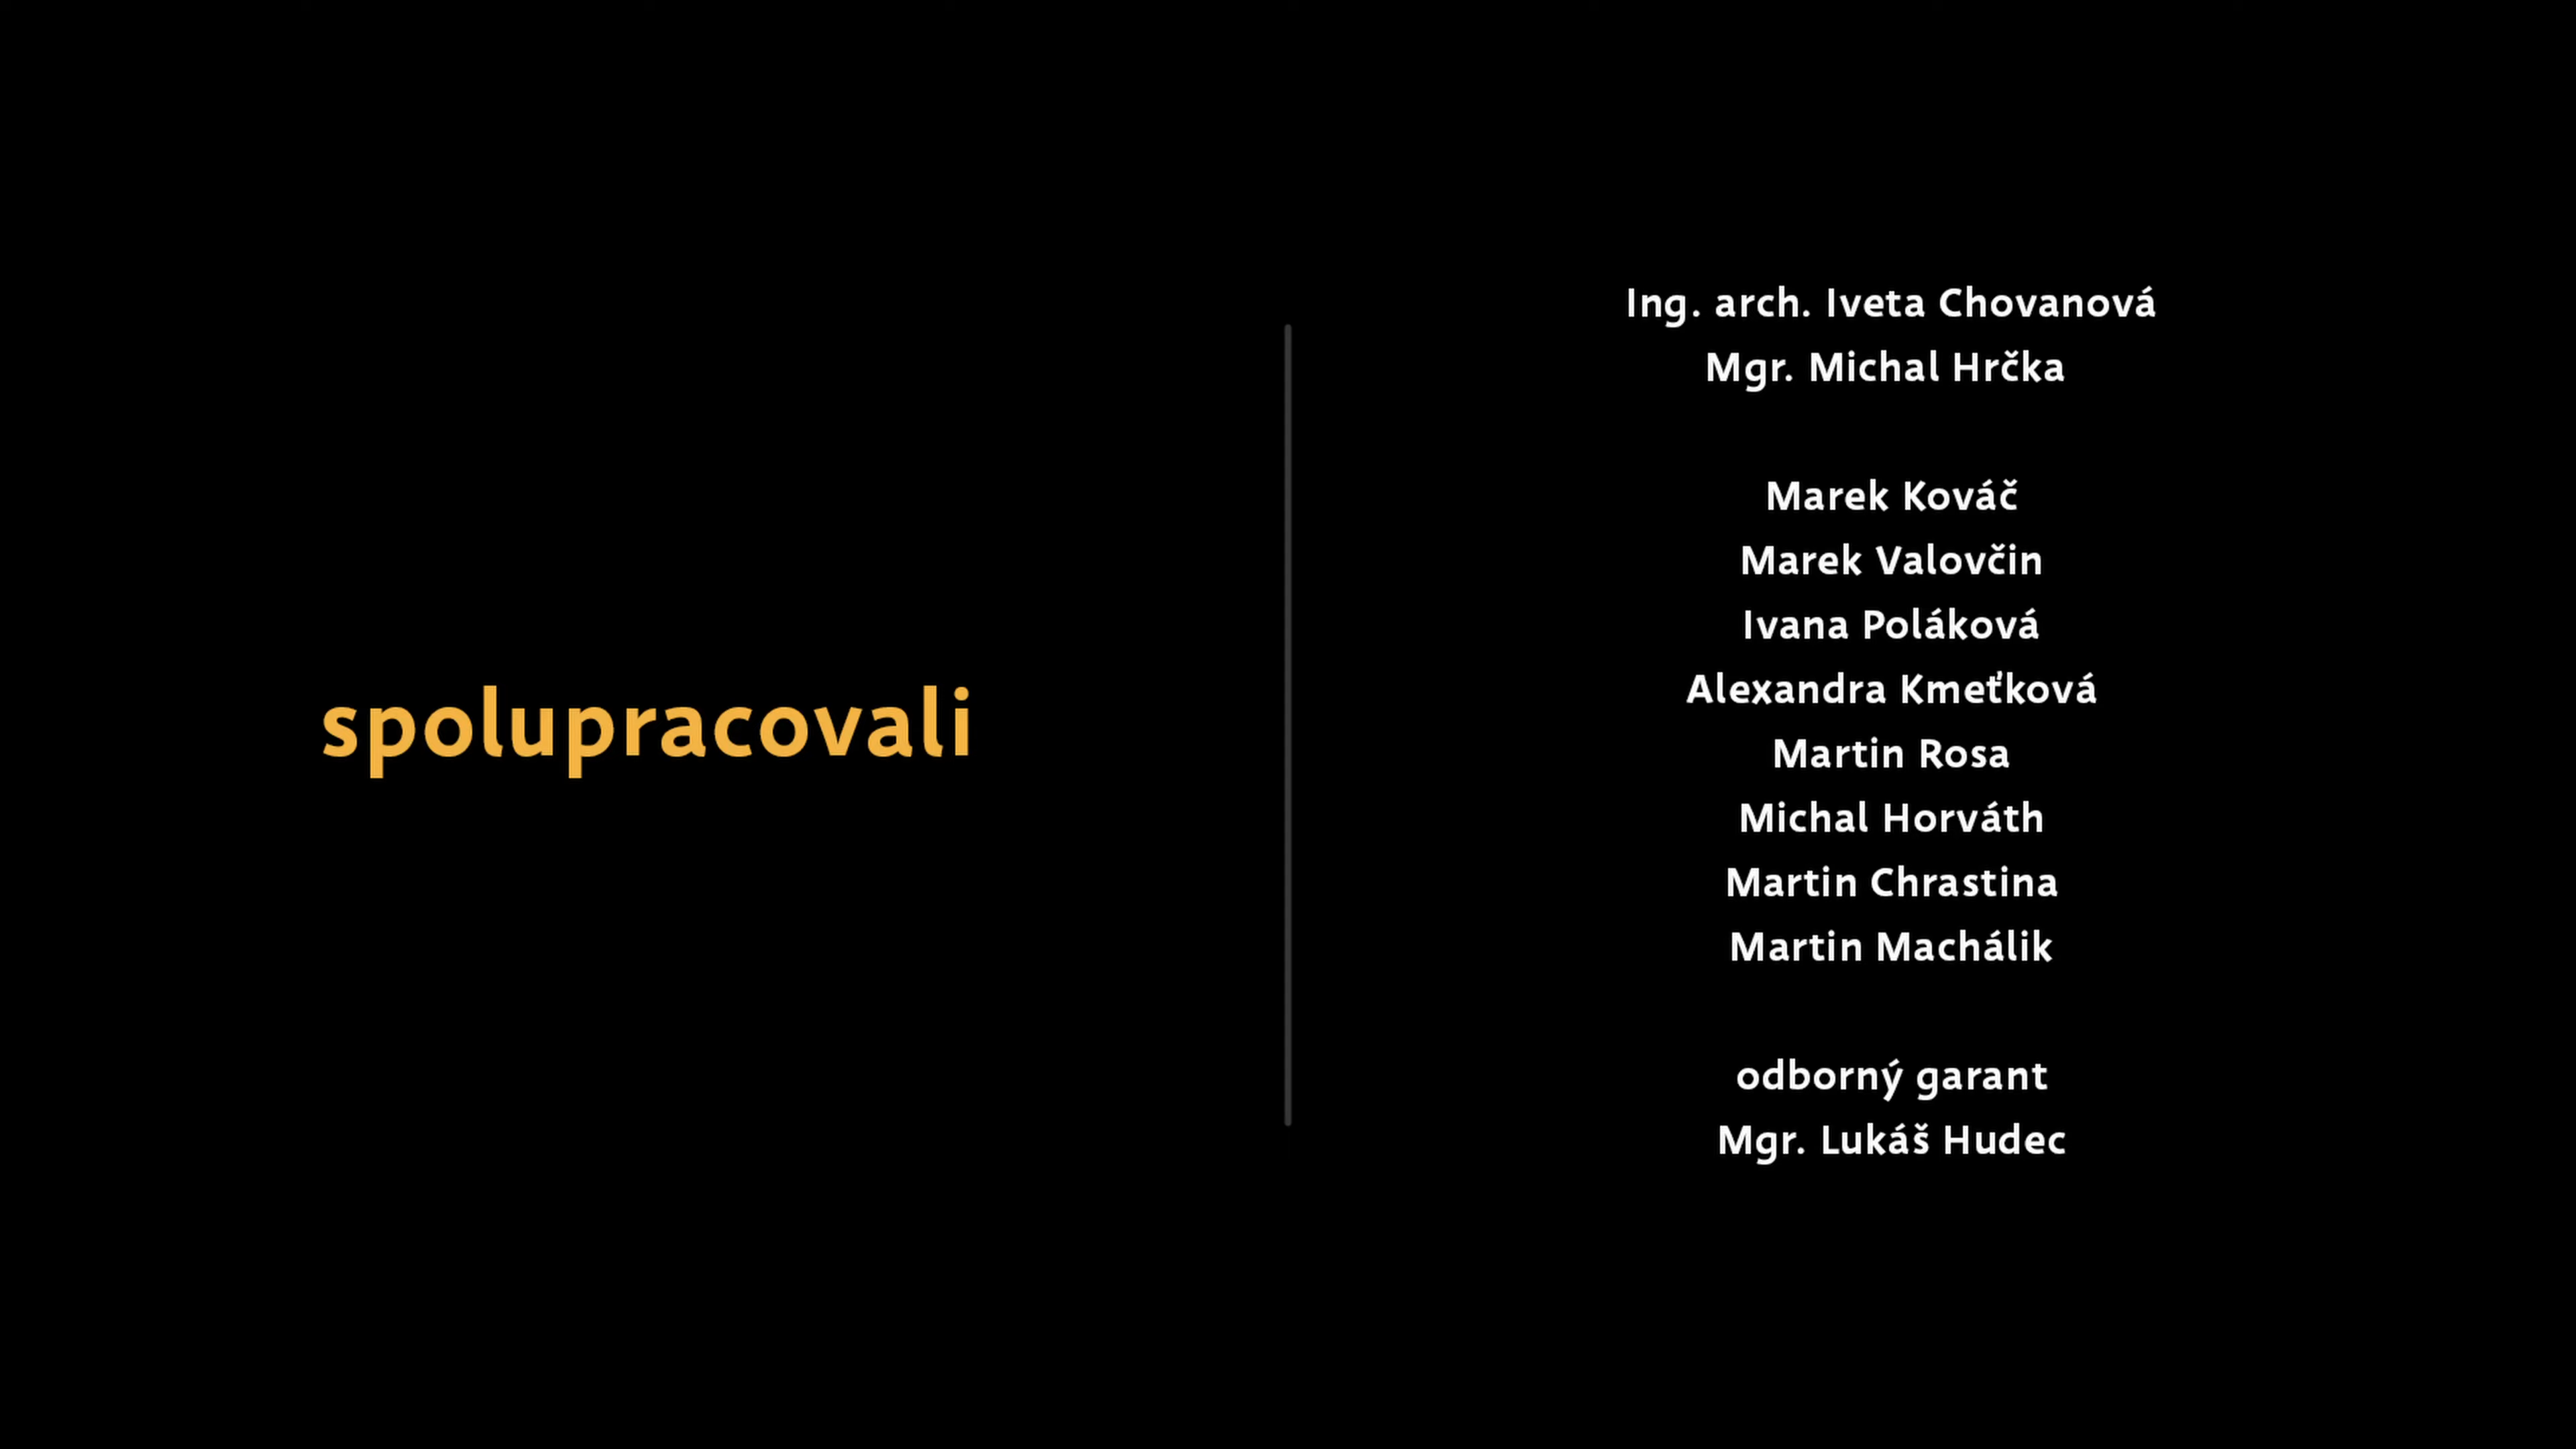 spolupracovali
Ing. arch. Iveta Chovanová
Mgr. Michal Hrčka
Marek Kováč
Marek Valovčin
Ivana Poláková
Alexandra Kmeťková
Martin Rosa
Michal Horváth
Martin Chrastina
Martin Machálik
odborný garant
Mgr. Lukáš Hudec